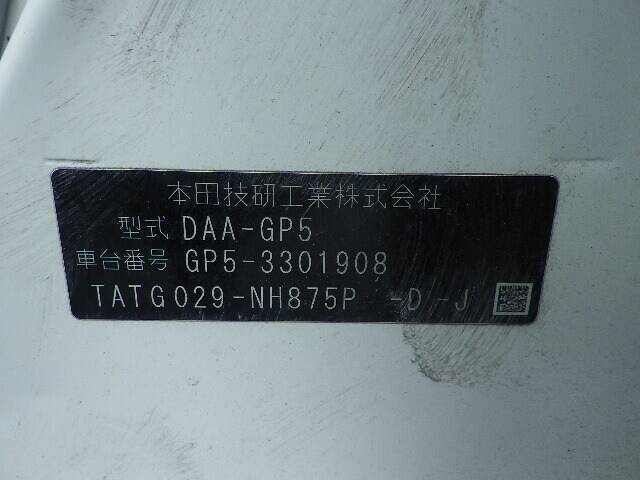 本田技研工業株式会社
型式 DAA-GP5
車台番号 GP5-3301908
TATG029-NH875P -D -J